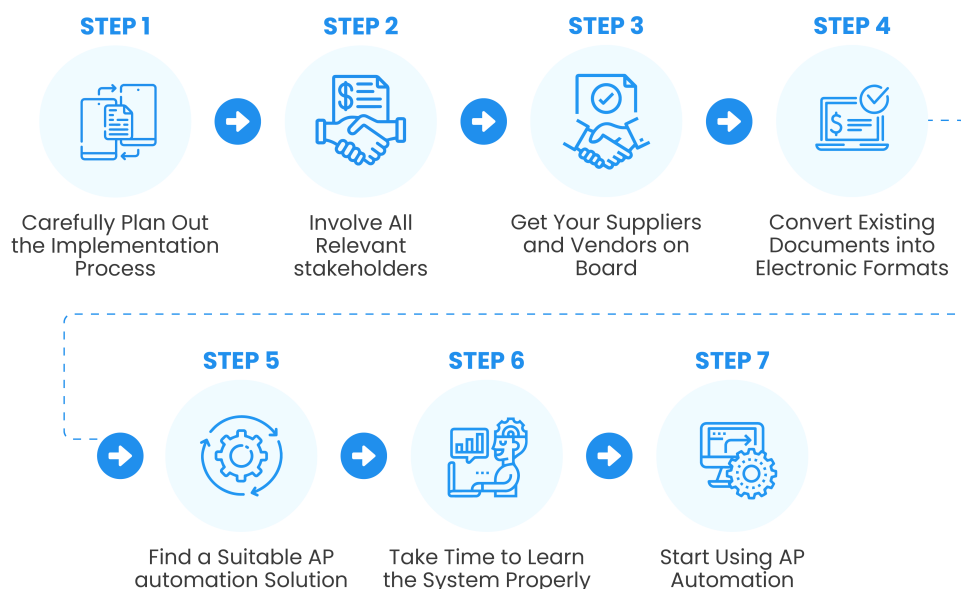 STEP 1
Carefully Plan Out
the Implementation
Process
STEP 2
Involve All
Relevant
stakeholders
STEP 3
Get Your Suppliers
and Vendors on
Board
STEP 4
Convert Existing
Documents into
Electronic Formats
STEP 5
Find a Suitable AP
automation Solution
STEP 6
Take Time to Learn
the System Properly
STEP 7
Start Using AP
Automation